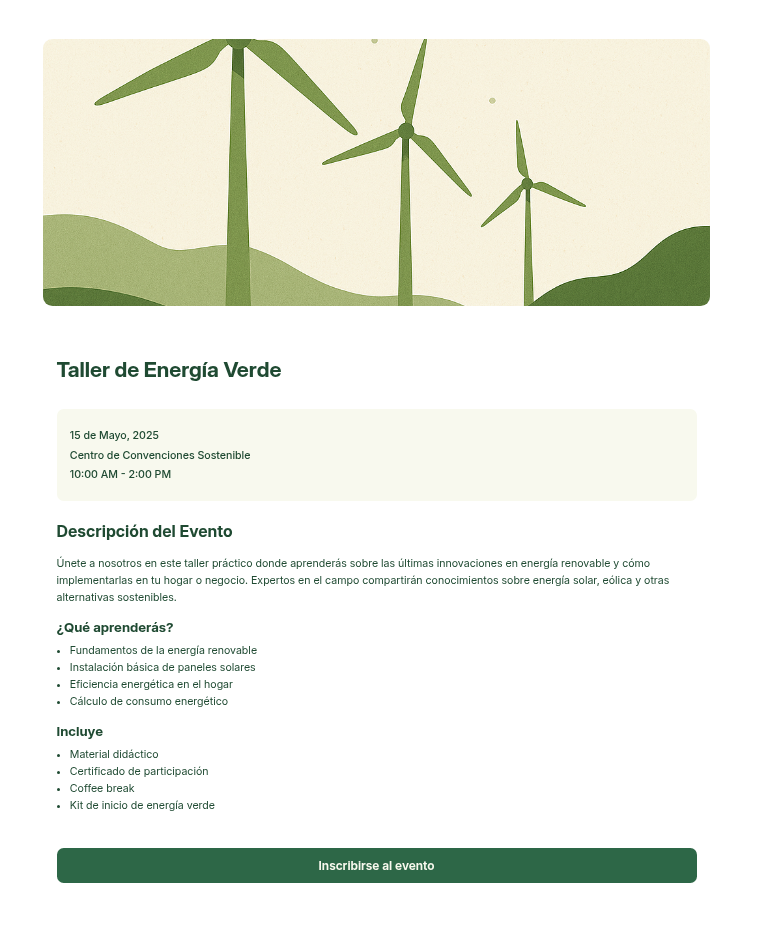 Taller de Energía Verde
15 de Mayo, 2025
Centro de Convenciones Sostenible
10:00 AM - 2:00 PM
Descripción del Evento
Únete a nosotros en este taller práctico donde aprenderás sobre las últimas innovaciones en energía renovable y cómo
implementarlas en tu hogar o negocio. Expertos en el campo compartirán conocimientos sobre energía solar, eólica y otras
alternativas sostenibles.
¿Qué aprenderás?
• Fundamentos de la energía renovable
• Instalación básica de paneles solares
• Eficiencia energética en el hogar
• Cálculo de consumo energético
Incluye
• Material didáctico
• Certificado de participación
• Coffee break
• Kit de inicio de energía verde
Inscribirse al evento